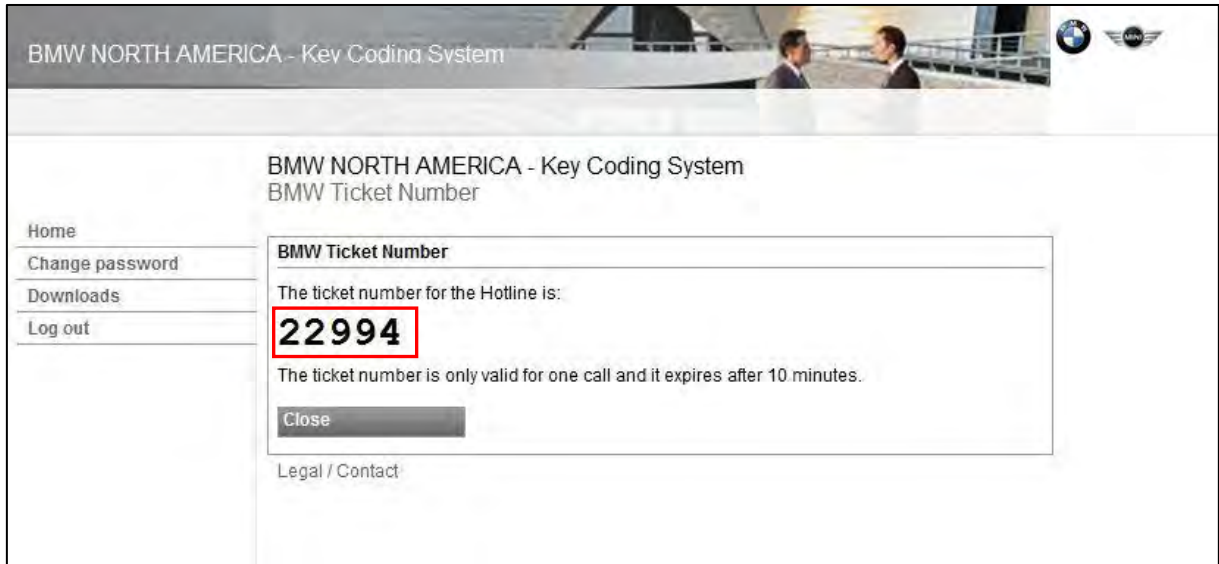 BMW NORTH AMERICA - Key Coding System
BMW NORTH AMERICA - Key Coding System
BMW Ticket Number
Home
Change password
Downloads
Log out
BMW Ticket Number
The ticket number for the Hotline is:
22994
The ticket number is only valid for one call and it expires after 10 minutes.
Close
Legal / Contact